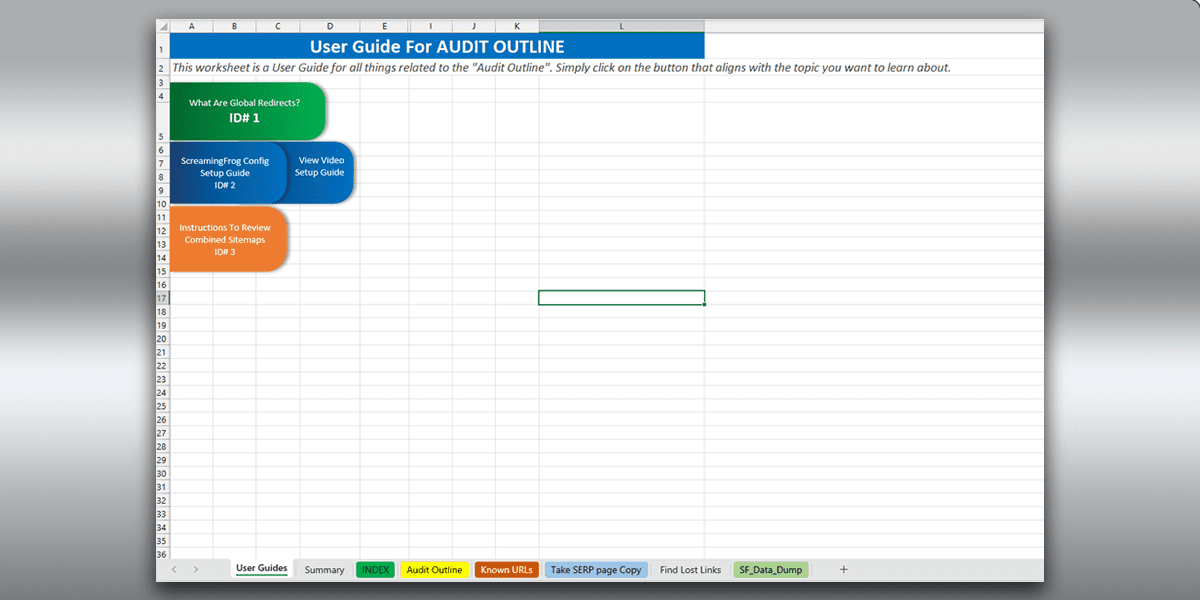 A B C D E I J K L
1 User Guide For AUDIT OUTLINE
2 This worksheet is a User Guide for all things related to the "Audit Outline". Simply click on the button that aligns with the topic you want to learn about.
3
4
What Are Global Redirects?
ID# 1
5
6
ScreamingFrog Config View Video
7
Setup Guide Setup Guide
8
ID# 2
9
10
11
Instructions To Review
12
Combined Sitemaps
13
ID# 3
14
15
16
17
18
19
20
21
22
23
24
25
26
27
28
29
30
31
32
33
34
35
36
User Guides Summary INDEX Audit Outline Known URLs Take SERP page Copy Find Lost Links SF_Data_Dump +